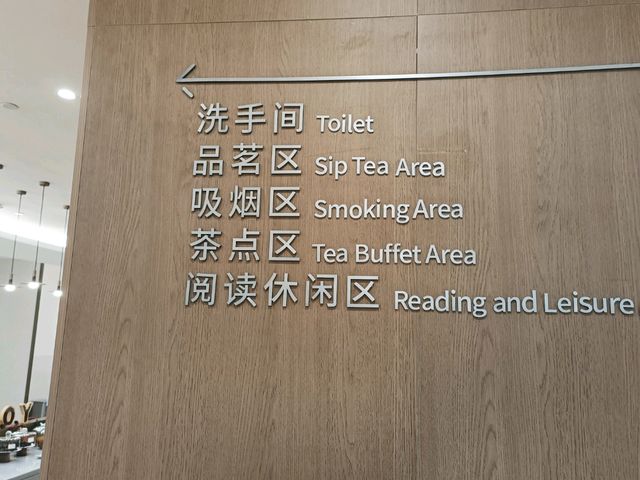 洗手间 Toilet
品茗区 Sip Tea Area
吸烟区 Smoking Area
茶点区 Tea Buffet Area
阅读休闲区 Reading and Leisure
OY